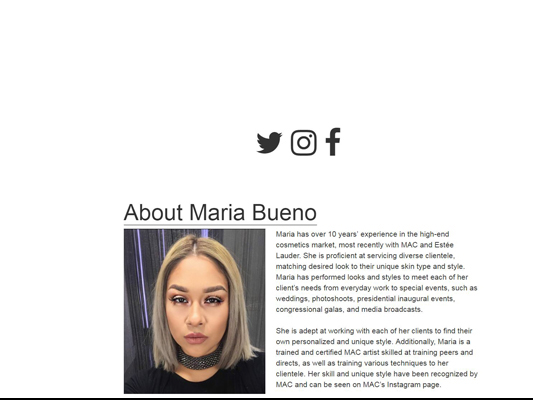 About Maria Bueno
Maria has over 10 years’ experience in the high-end
cosmetics market, most recently with MAC and Estée
Lauder. She is proficient at servicing diverse clientele,
matching desired look to their unique skin type and style.
Maria has performed looks and styles to meet each of her
client’s needs from everyday work to special events, such as
weddings, photoshoots, presidential inaugural events,
congressional galas, and media broadcasts.
She is adept at working with each of her clients to find their
own personalized and unique style. Additionally, Maria is a
trained and certified MAC artist skilled at training peers and
directs, as well as training various techniques to her
clientele. Her skill and unique style have been recognized by
MAC and can be seen on MAC’s Instagram page.